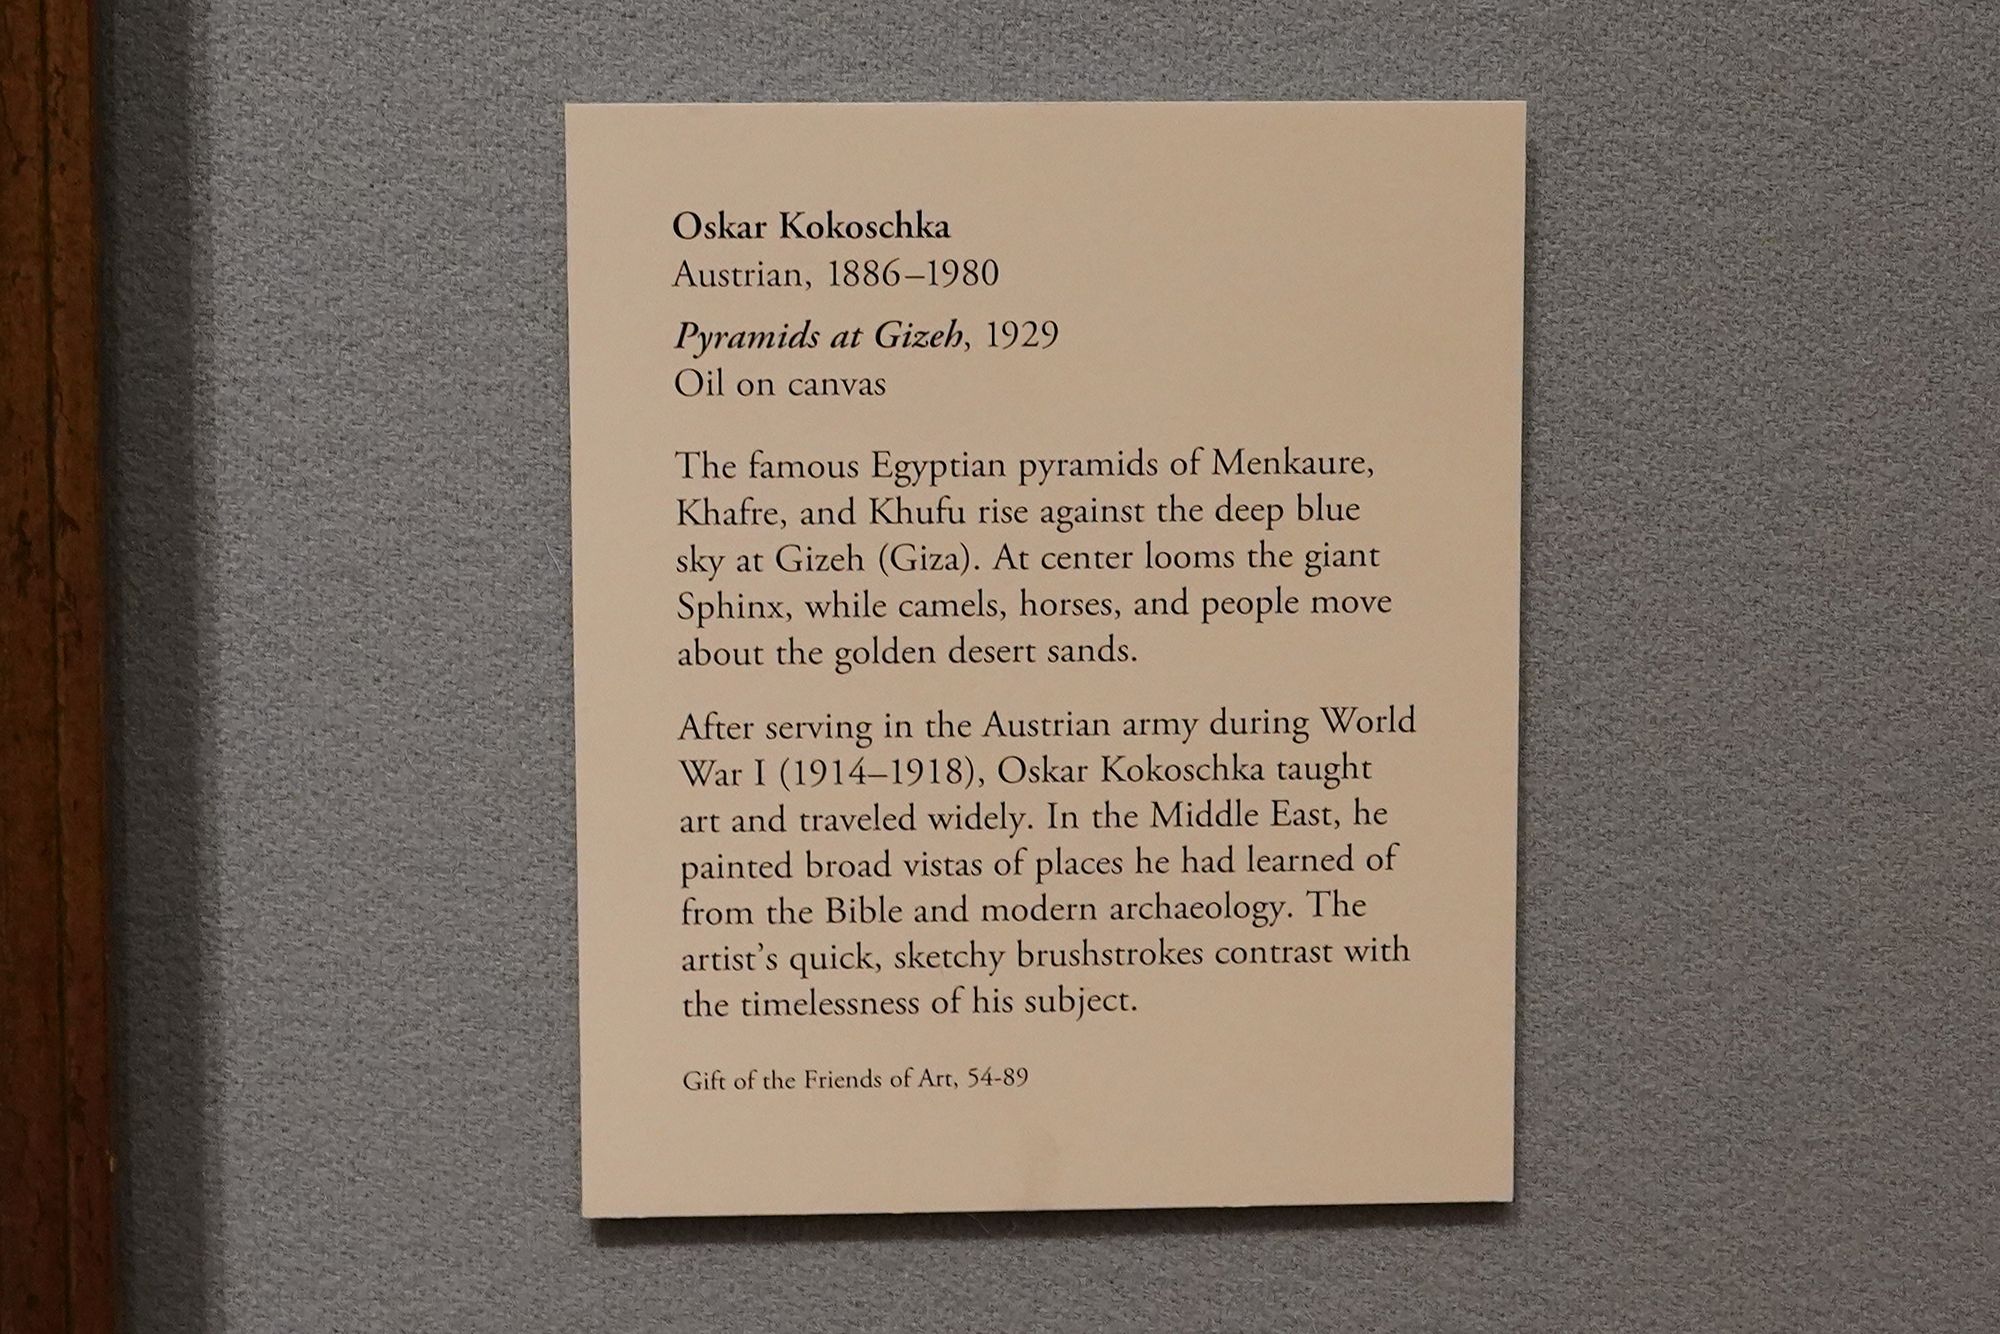 Oskar Kokoschka
Austrian, 1886–1980
Pyramids at Gizeh, 1929
Oil on canvas
The famous Egyptian pyramids of Menkaure,
Khafre, and Khufu rise against the deep blue
sky at Gizeh (Giza). At center looms the giant
Sphinx, while camels, horses, and people move
about the golden desert sands.
After serving in the Austrian army during World
War I (1914–1918), Oskar Kokoschka taught
art and traveled widely. In the Middle East, he
painted broad vistas of places he had learned of
from the Bible and modern archaeology. The
artist’s quick, sketchy brushstrokes contrast with
the timelessness of his subject.
Gift of the Friends of Art, 54-89